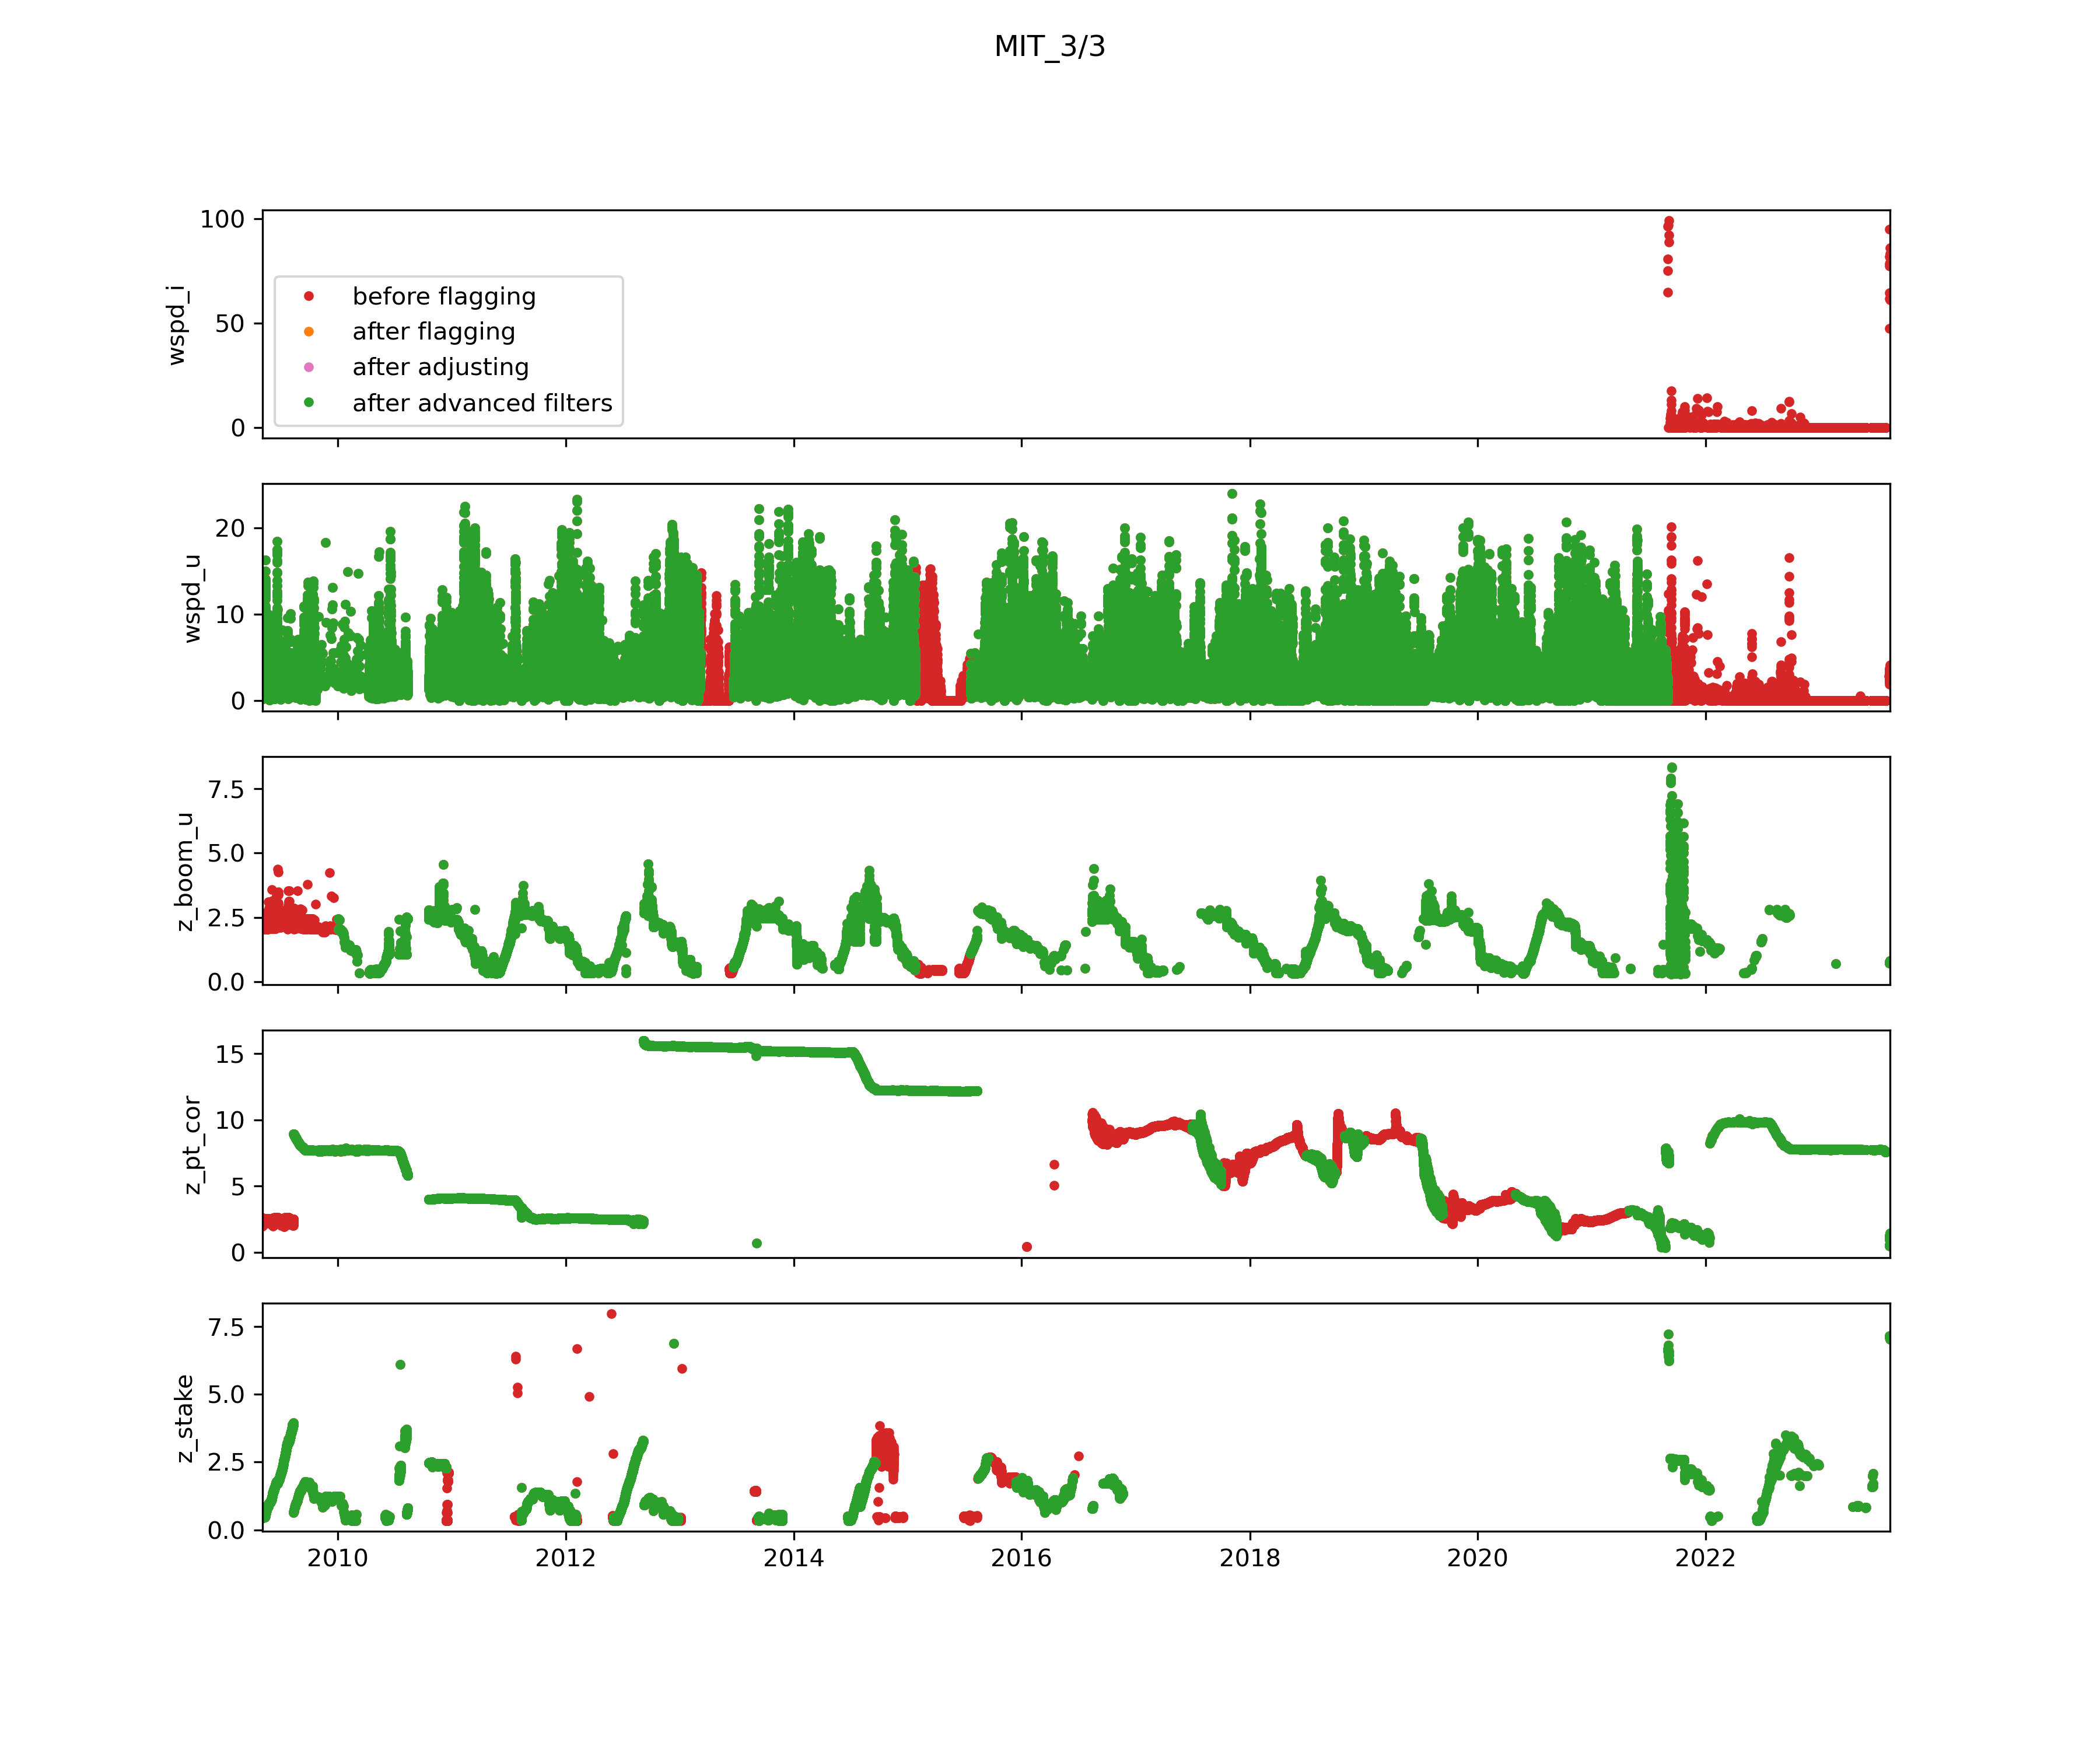 MIT_3/3
100
50
0
wspd_i
before flagging
after flagging
after adjusting
after advanced filters
20
10
0
wspd_u
7.5
5.0
2.5
0.0
z_boom_u
15
10
5
0
z_pt_cor
7.5
5.0
2.5
0.0
z_stake
2010 2012 2014 2016 2018 2020 2022